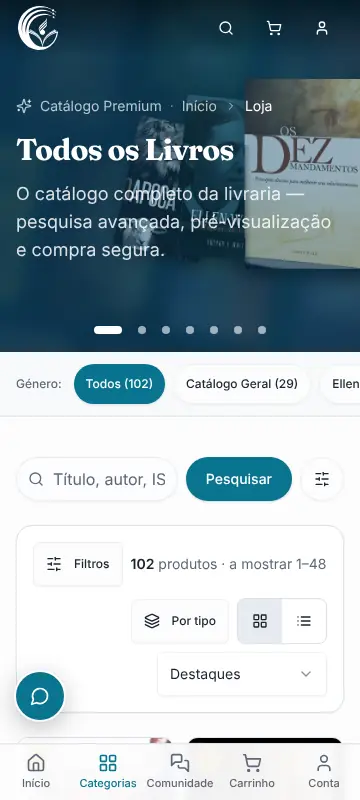 Catálogo Premium · Início > Loja
Todos os Livros
O catálogo completo da livraria —
pesquisa avançada, pré-visualização
e compra segura.
OS
DEZ
MANDAMENTOS
Género:
Todos (102)
Catálogo Geral (29)
Ellen
Título, autor, IS
Pesquisar
Filtros
102 produtos · a mostrar 1–48
Por tipo
Destaques
Início
Categorias
Comunidade
Carrinho
Conta